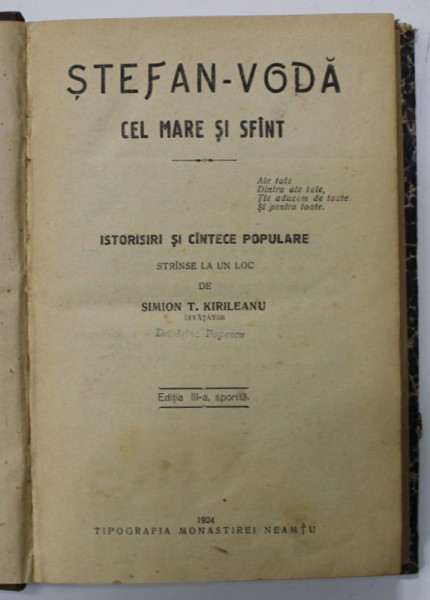 ȘTEFAN-VODĂ
CEL MARE ȘI SFÎNT
Ale tale
Dintru ale tale,
Ție aducem de toate
Și pentru toate.
ISTORISIRI ȘI CÎNTECE POPULARE
STRÎNSE LA UN LOC
DE
SIMION T. KIRILEANU
ÎNVĂȚĂTOR
Popescu
Ediția III-a, sporită.
1924
TIPOGRAFIA MONASTIREI NEAMȚU